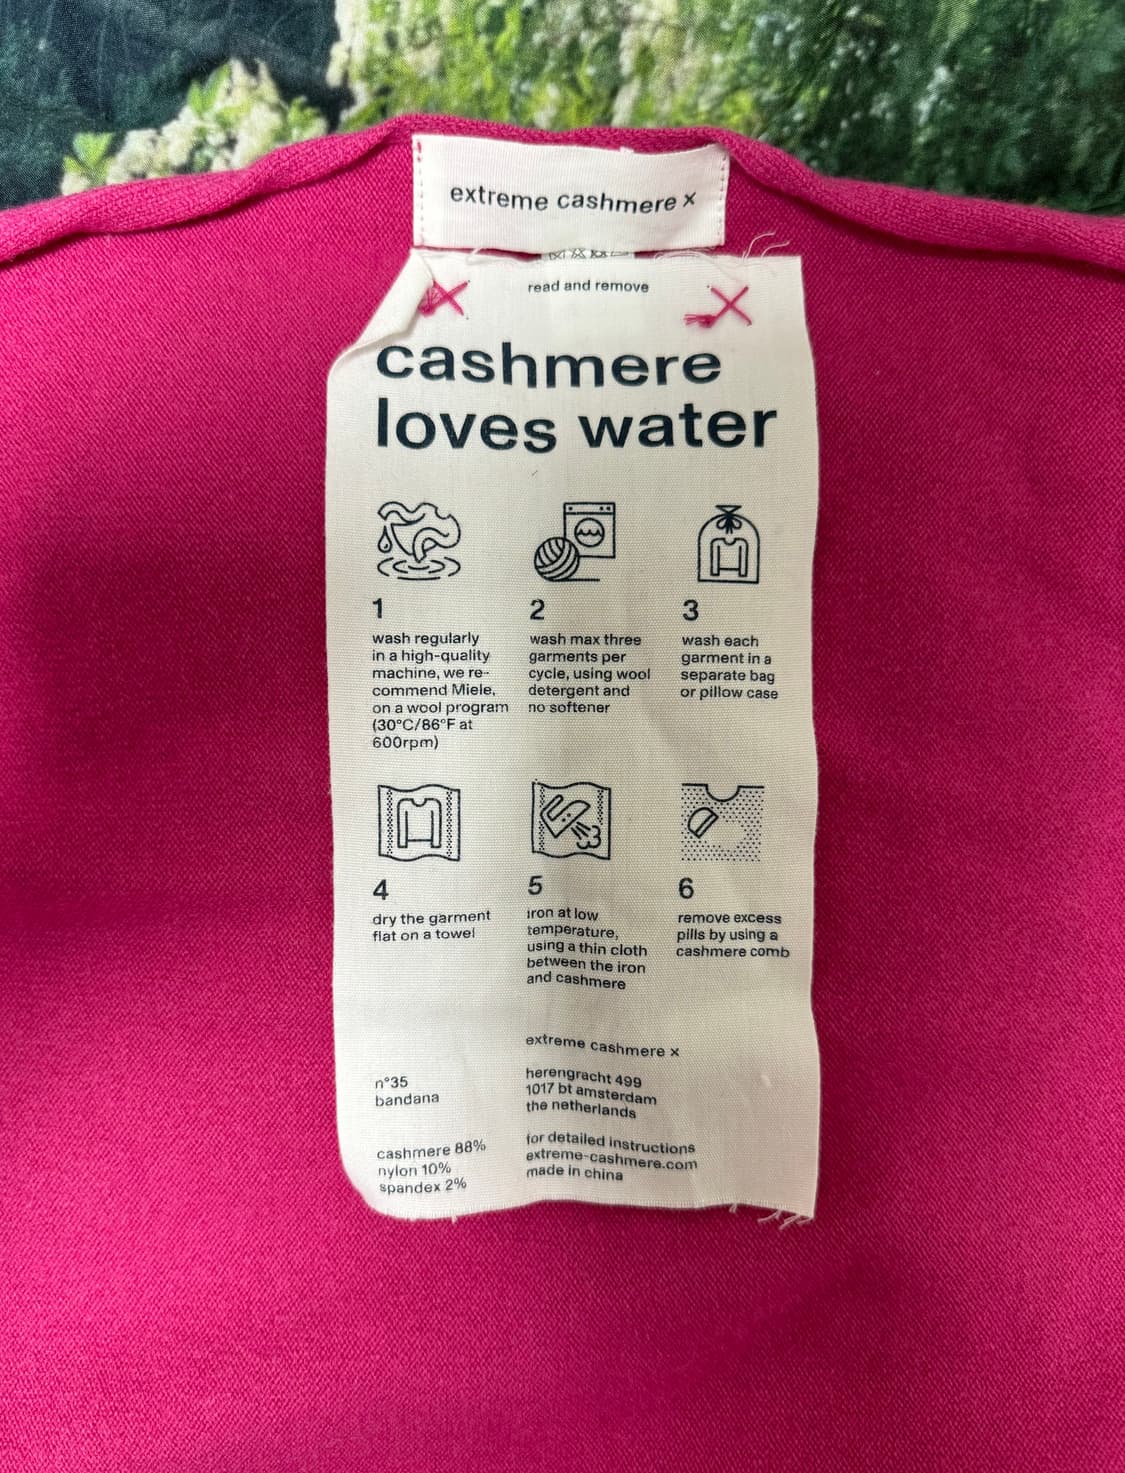 extreme cashmere x
read and remove
cashmere
loves water
1
wash regularly
in a high-quality
machine, we re-
commend Miele,
on a wool program
(30°C/86°F at
600rpm)
2
wash max three
garments per
cycle, using wool
detergent and
no softener
3
wash each
garment in a
separate bag
or pillow case
4
dry the garment
flat on a towel
5
iron at low
temperature,
using a thin cloth
between the iron
and cashmere
6
remove excess
pills by using a
cashmere comb
n°35
bandana
cashmere 88%
nylon 10%
spandex 2%
extreme cashmere x
herengracht 499
1017 bt amsterdam
the netherlands
for detailed instructions
extreme-cashmere.com
made in china